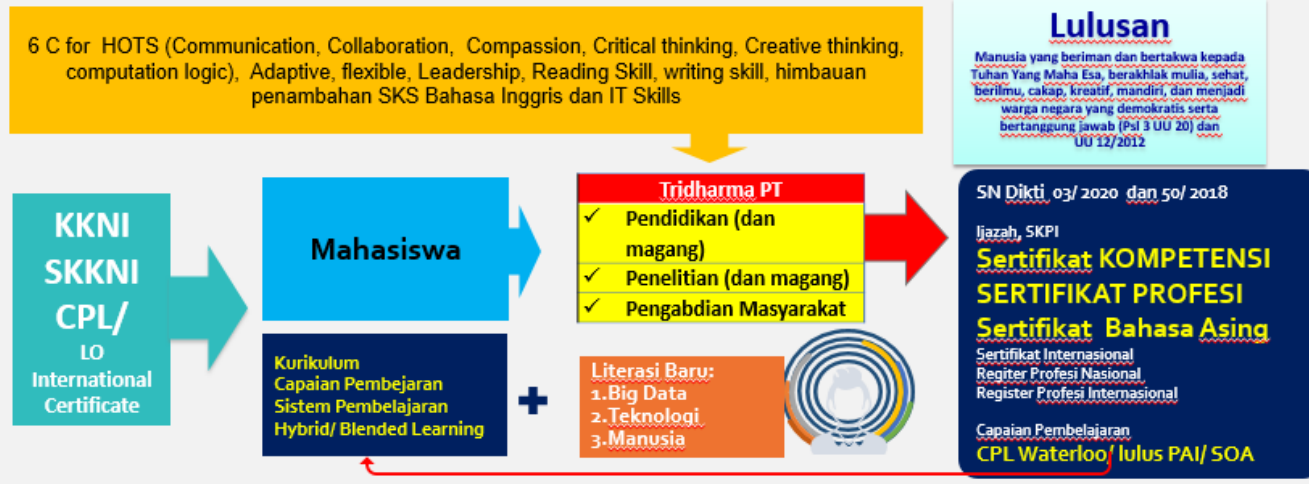 6 C for HOTS (Communication, Collaboration, Compassion, Critical thinking, Creative thinking,
computation logic), Adaptive, flexible, Leadership, Reading Skill, writing skill, himbauan
penambahan SKS Bahasa Inggris dan IT Skills
Lulusan
Manusia yang beriman dan bertakwa kepada
Tuhan Yang Maha Esa, berakhlak mulia, sehat,
berilmu, cakap, kreatif, mandiri, dan menjadi
warga negara yang demokratis serta
bertanggung jawab (Psl 3 UU 20) dan
UU 12/2012
KKNI
SKKNI
CPL/
LO
International
Certificate
Mahasiswa
Kurikulum
Capaian Pembejaran
Sistem Pembelajaran
Hybrid/ Blended Learning
Tridharma PT
✓ Pendidikan (dan
magang)
✓ Penelitian (dan magang)
✓ Pengabdian Masyarakat
Literasi Baru:
1.Big Data
2.Teknologi
3.Manusia
SN Dikti 03/ 2020 dan 50/ 2018
Ijazah, SKPI
Sertifikat KOMPETENSI
SERTIFIKAT PROFESI
Sertifikat Bahasa Asing
Sertifikat Internasional
Regiter Profesi Nasional
Register Profesi Internasional
Capaian Pembelajaran
CPL Waterloo/ lulus PAI/ SOA